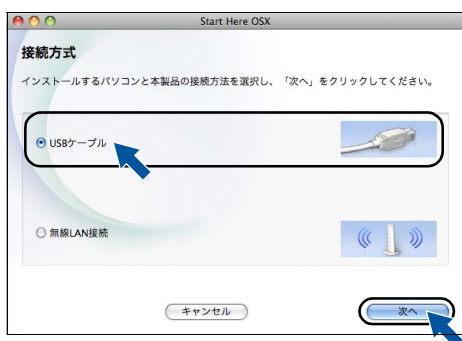 Start Here OSX
接続方式
インストールするパソコンと本製品の接続方法を選択し、「次へ」をクリックしてください。
USBケーブル
無線LAN接続
キャンセル
次へ